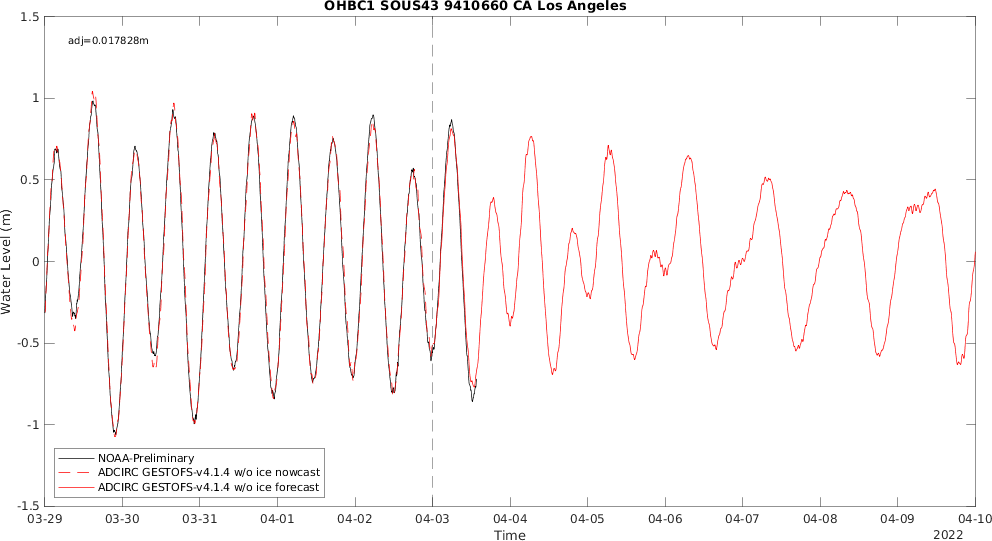 OHBC1 SOUS43 9410660 CA Los Angeles
adj=0.017828m
1.5
1
0.5
0
-0.5
-1
-1.5
Water Level (m)
NOAA-Preliminary
ADCIRC GESTOFS-v4.1.4 w/o ice nowcast
ADCIRC GESTOFS-v4.1.4 w/o ice forecast
03-29 03-30 03-31 04-01 04-02 04-03 04-04 04-05 04-06 04-07 04-08 04-09 04-10
Time
2022